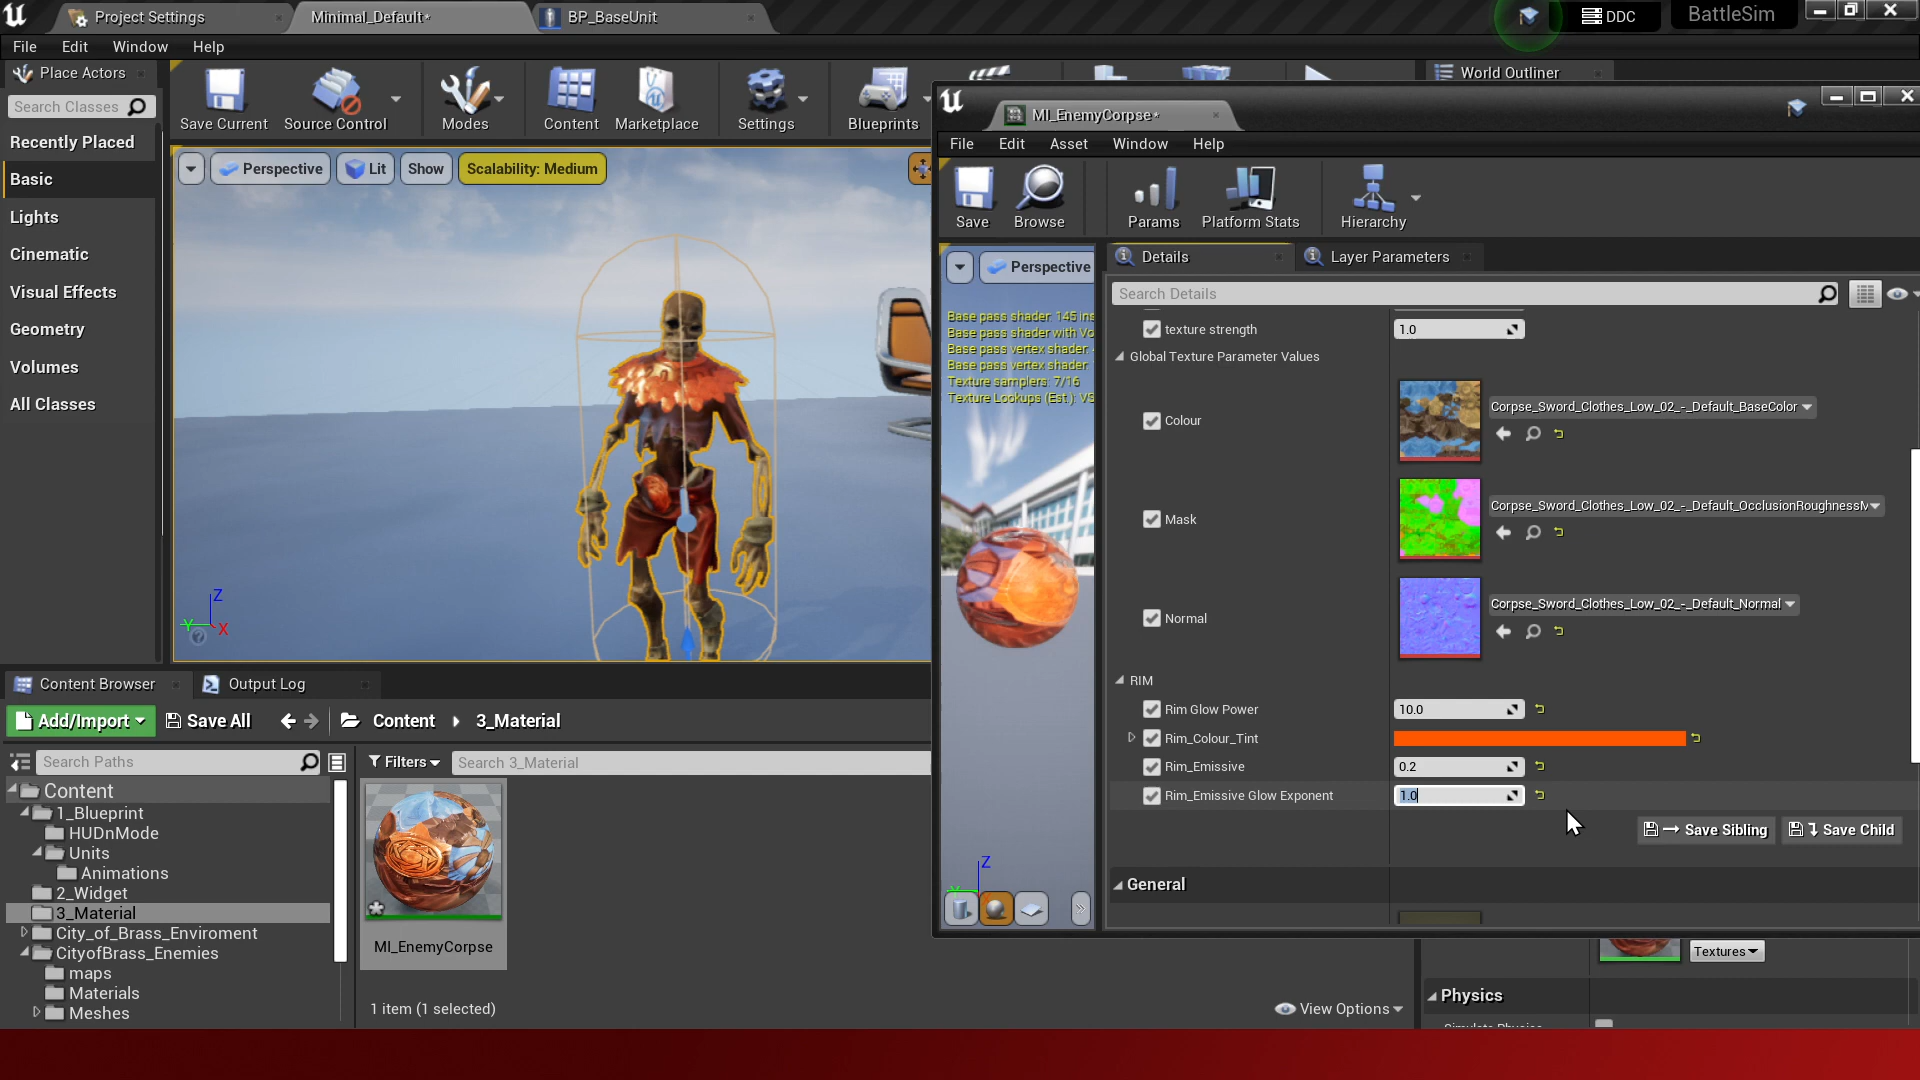 Project Settings
Minimal_Default*
BP_BaseUnit
DDC
BattleSim
File Edit Window Help
Place Actors
Search Classes
Recently Placed
Basic
Lights
Cinematic
Visual Effects
Geometry
Volumes
All Classes
Save Current
Source Control
Modes
Content
Marketplace
Settings
Blueprints
World Outliner
Perspective
Lit
Show
Scalability: Medium
Z
Y
X
MI_EnemyCorpse*
File Edit Asset Window Help
Save
Browse
Params
Platform Stats
Hierarchy
Perspective
Base pass shader: 145 ins
Base pass shader with Vo
Base pass vertex shader:
Base pass vertex shader:
Texture samplers: 7/16
Texture Lookups (Est.): VS
Z
Details
Layer Parameters
Search Details
texture strength
1.0
Global Texture Parameter Values
Colour
Corpse_Sword_Clothes_Low_02_-_Default_BaseColor
Mask
Corpse_Sword_Clothes_Low_02_-_Default_OcclusionRoughnessM
Normal
Corpse_Sword_Clothes_Low_02_-_Default_Normal
RIM
Rim Glow Power
10.0
Rim_Colour_Tint
Rim_Emissive
0.2
Rim_Emissive Glow Exponent
1.0
Save Sibling
Save Child
General
Content Browser
Output Log
Add/Import
Save All
Content
3_Material
Search Paths
Filters
Search 3_Material
Content
1_Blueprint
HUDnMode
Units
Animations
2_Widget
3_Material
City_of_Brass_Enviroment
CityofBrass_Enemies
maps
Materials
Meshes
MI_EnemyCorpse
1 item (1 selected)
View Options
Textures
Physics